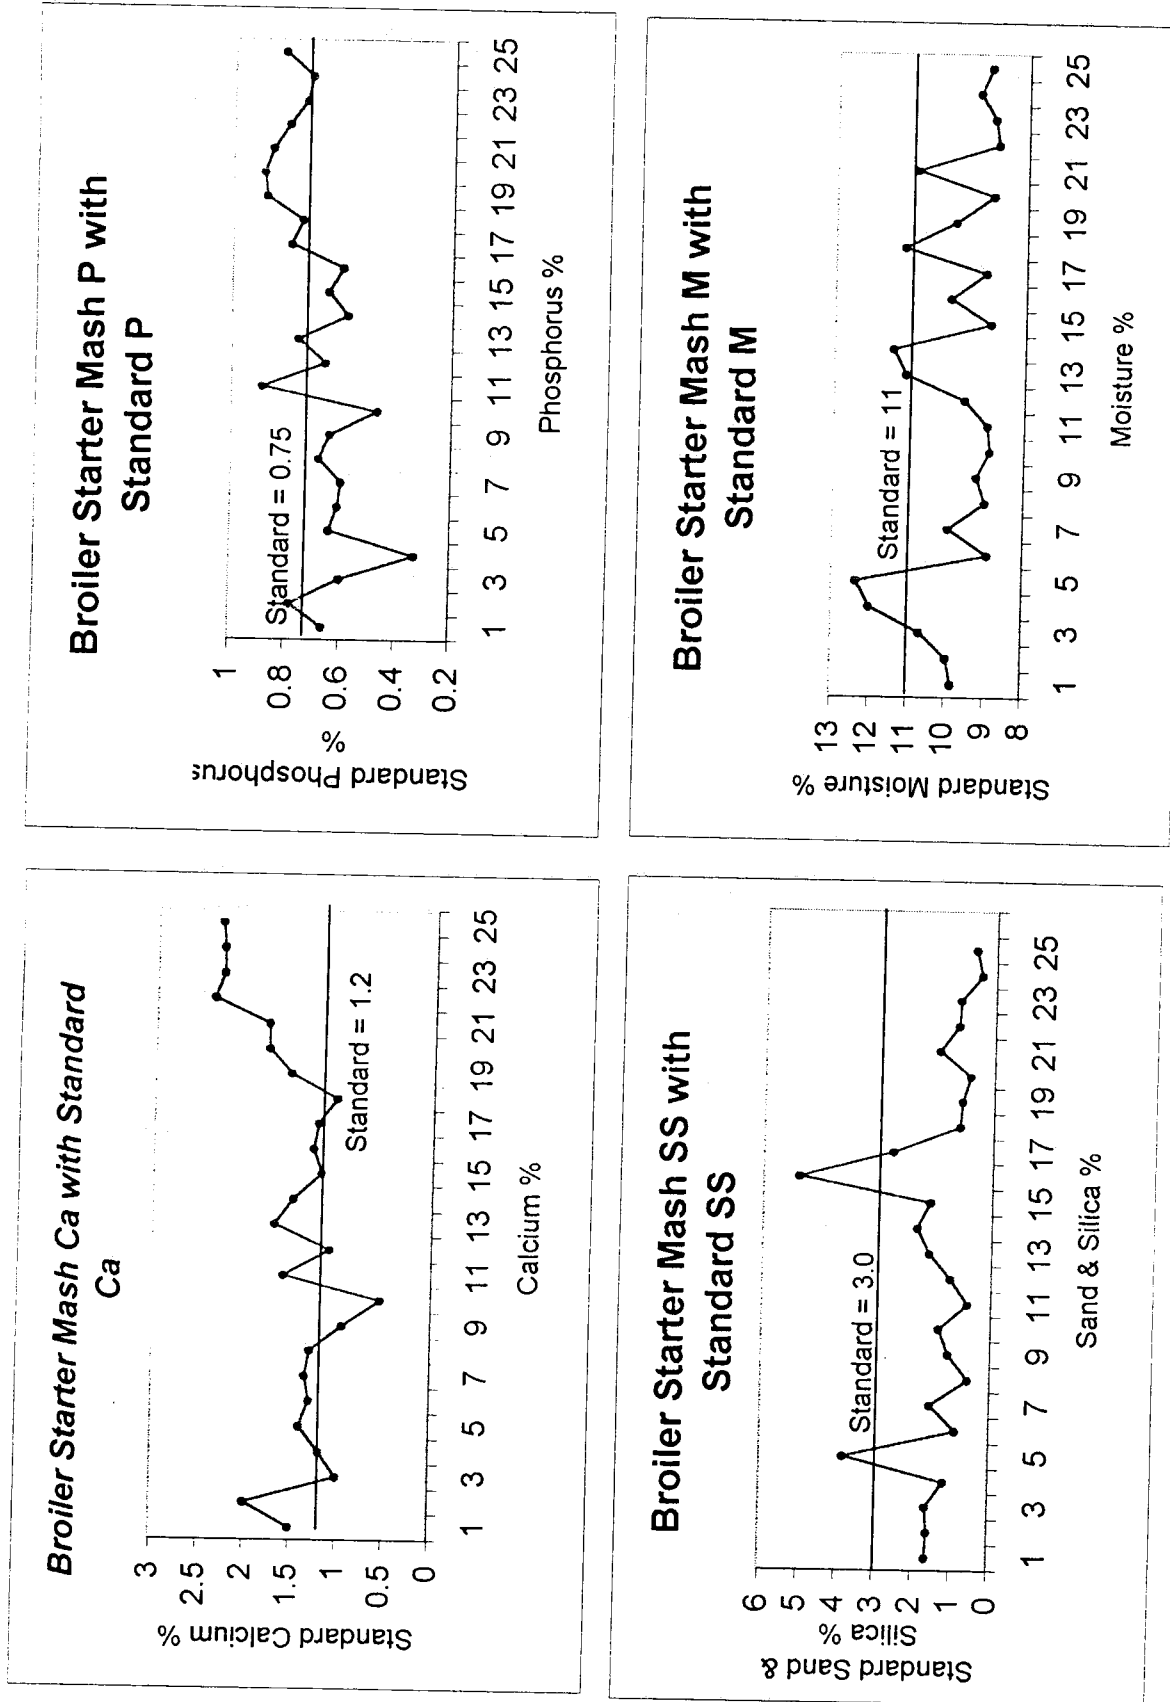 Broiler Starter Mash Ca with Standard
Ca
3
2.5
2
1.5
1
0.5
0
Standard Calcium %
Standard = 1.2
1 3 5 7 9 11 13 15 17 19 21 23 25
Calcium %
Broiler Starter Mash P with
Standard P
1
0.8
0.6
0.4
0.2
Standard Phosphorus
%
Standard = 0.75
1 3 5 7 9 11 13 15 17 19 21 23 25
Phosphorus %
Broiler Starter Mash SS with
Standard SS
6
5
4
3
2
1
0
Standard Sand &
Silica %
Standard = 3.0
1 3 5 7 9 11 13 15 17 19 21 23 25
Sand & Silica %
Broiler Starter Mash M with
Standard M
13
12
11
10
9
8
Standard Moisture %
Standard = 11
1 3 5 7 9 11 13 15 17 19 21 23 25
Moisture %